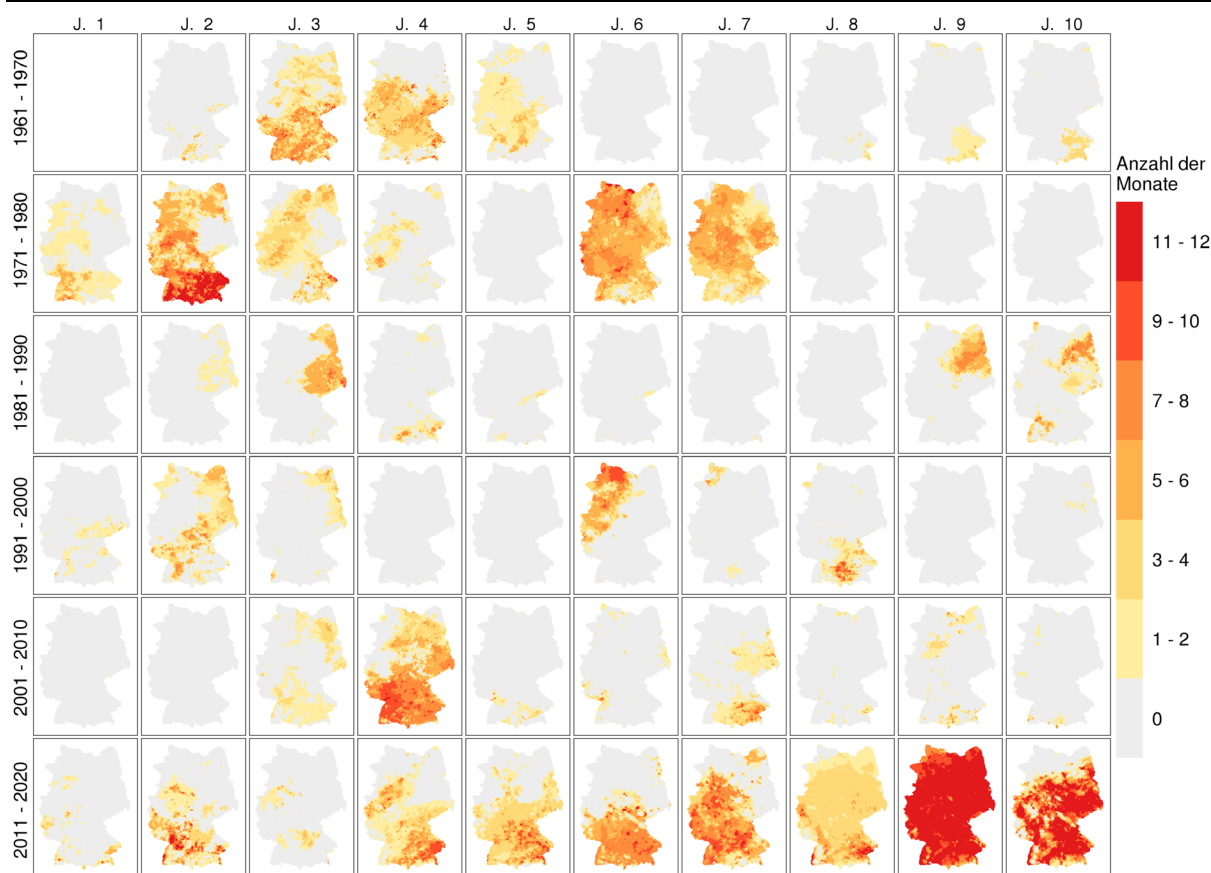 J. 1 J. 2 J. 3 J. 4 J. 5 J. 6 J. 7 J. 8 J. 9 J. 10
1961 - 1970
1971 - 1980
1981 - 1990
1991 - 2000
2001 - 2010
2011 - 2020
Anzahl der
Monate
11 - 12
9 - 10
7 - 8
5 - 6
3 - 4
1 - 2
0